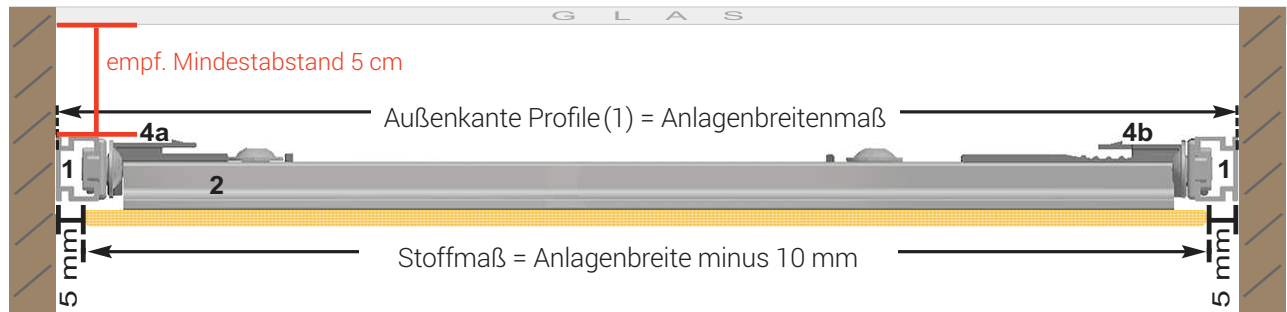 G L A S
empf. Mindestabstand 5 cm
Außenkante Profile (1) = Anlagenbreitenmaß
4a
4b
1
1
2
Stoffmaß = Anlagenbreite minus 10 mm
5 mm
5 mm